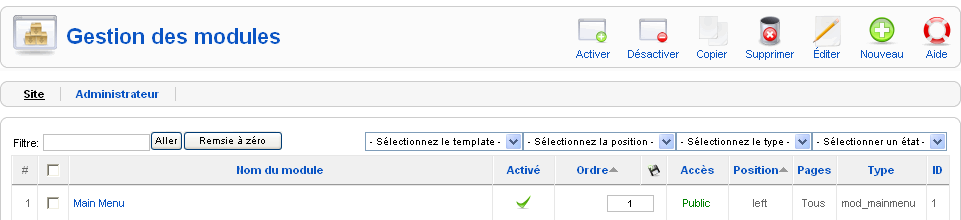 Gestion des modules
Activer Désactiver Copier Supprimer Éditer Nouveau Aide
Site Administrateur
Filtre: Aller Remsie à zéro - Sélectionnez le template - - Sélectionnez la position - - Sélectionnez le type - - Sélectionner un état -
# Nom du module Activé Ordre Accès Position Pages Type ID
1 Main Menu 1 Public left Tous mod_mainmenu 1